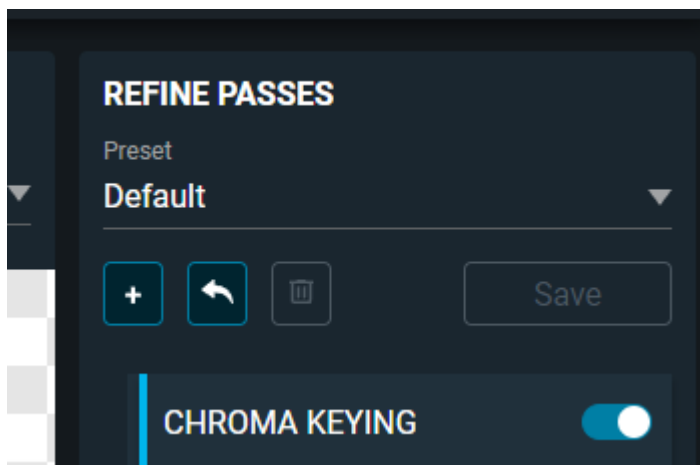 REFINE PASSES
Preset
Default
Save
CHROMA KEYING